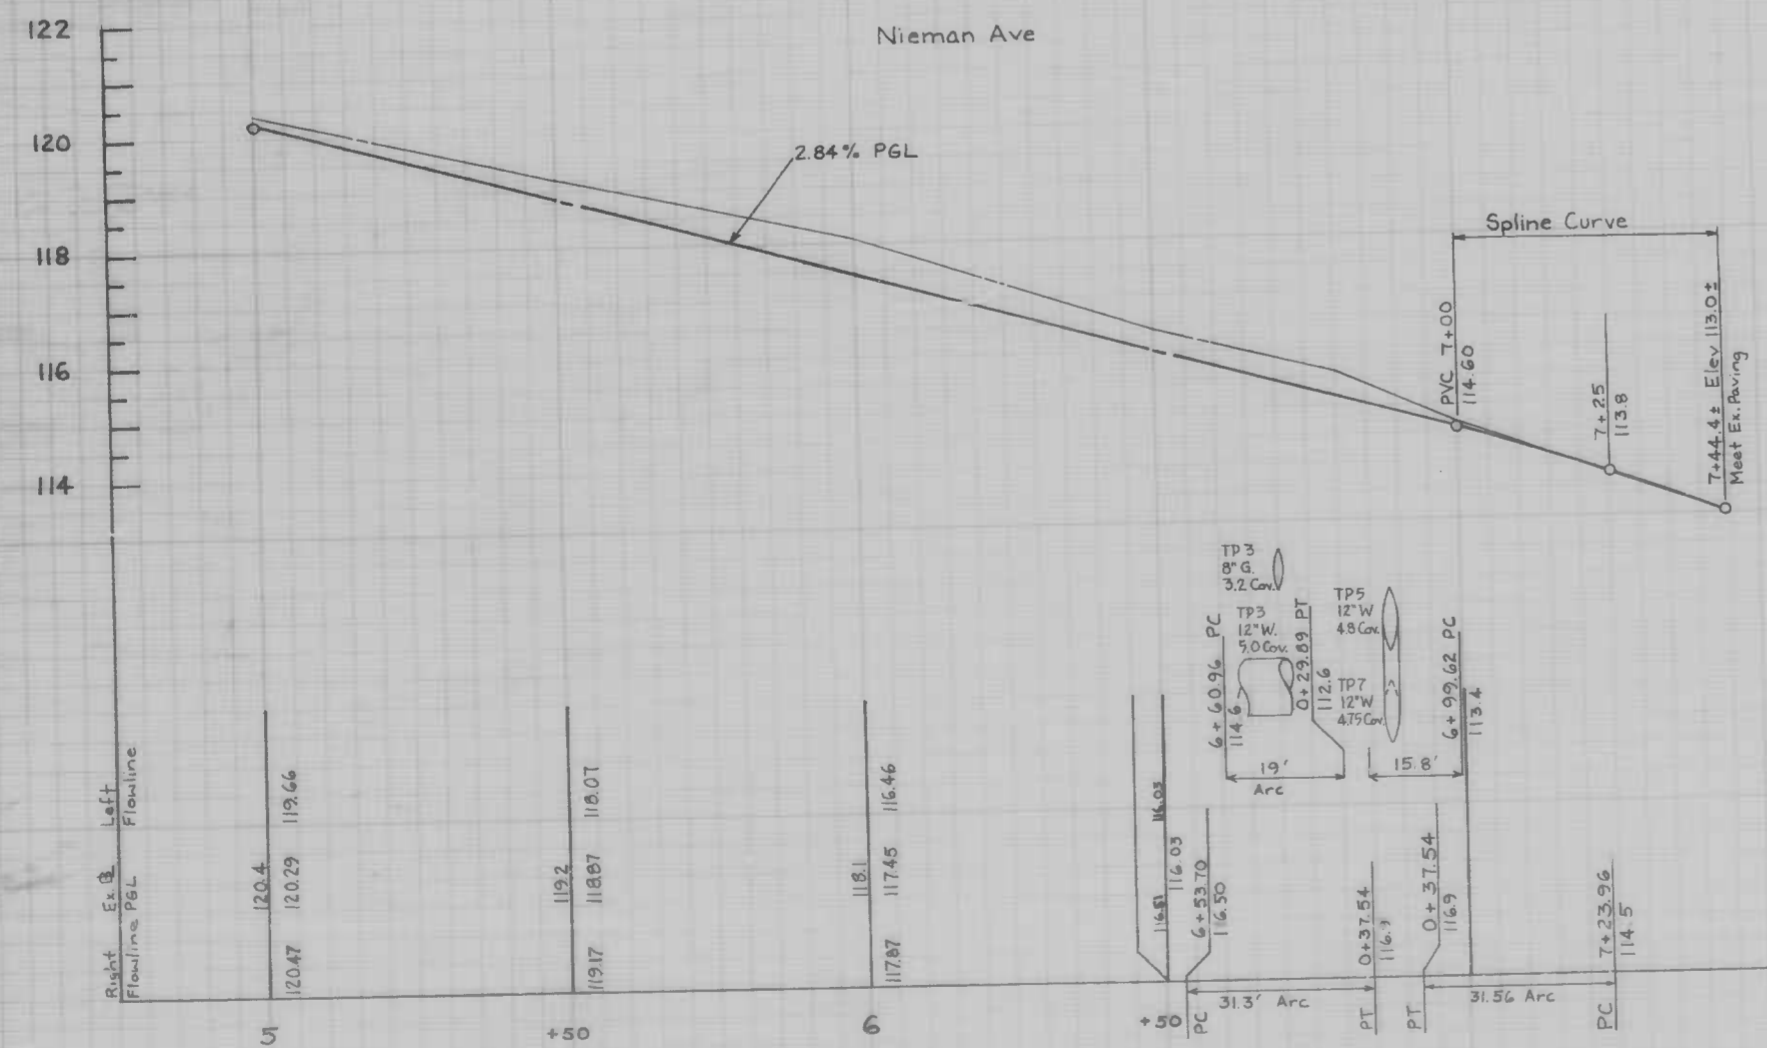 Nieman Ave
122
120
118
116
114
2.84% PGL
Spline Curve
PVC 7+00
114.60
7+25
113.8
7+44.4± Elev 113.0±
Meet Ex. Paving
TP3
8" G.
3.2 Cov.
TP3
12" W.
5.0 Cov.
TP5
12" W
4.8 Cov.
TP7
12" W
4.75 Cov.
6+60.96 PC
114.6
0+29.89 PT
112.6
6+99.62 PC
113.4
19'
Arc
15.8'
Left
Flowline
Ex. ₧
PGL
Right
Flowline
119.66
120.4
120.29
120.47
118.07
119.2
118.87
119.17
116.46
118.1
117.45
117.87
116.03
116.03
6+53.70
116.50
0+37.54
0+37.54
116.9
7+23.96
114.5
31.3' Arc
31.56 Arc
5
+50
6
+50
PC
PT
PT
PC